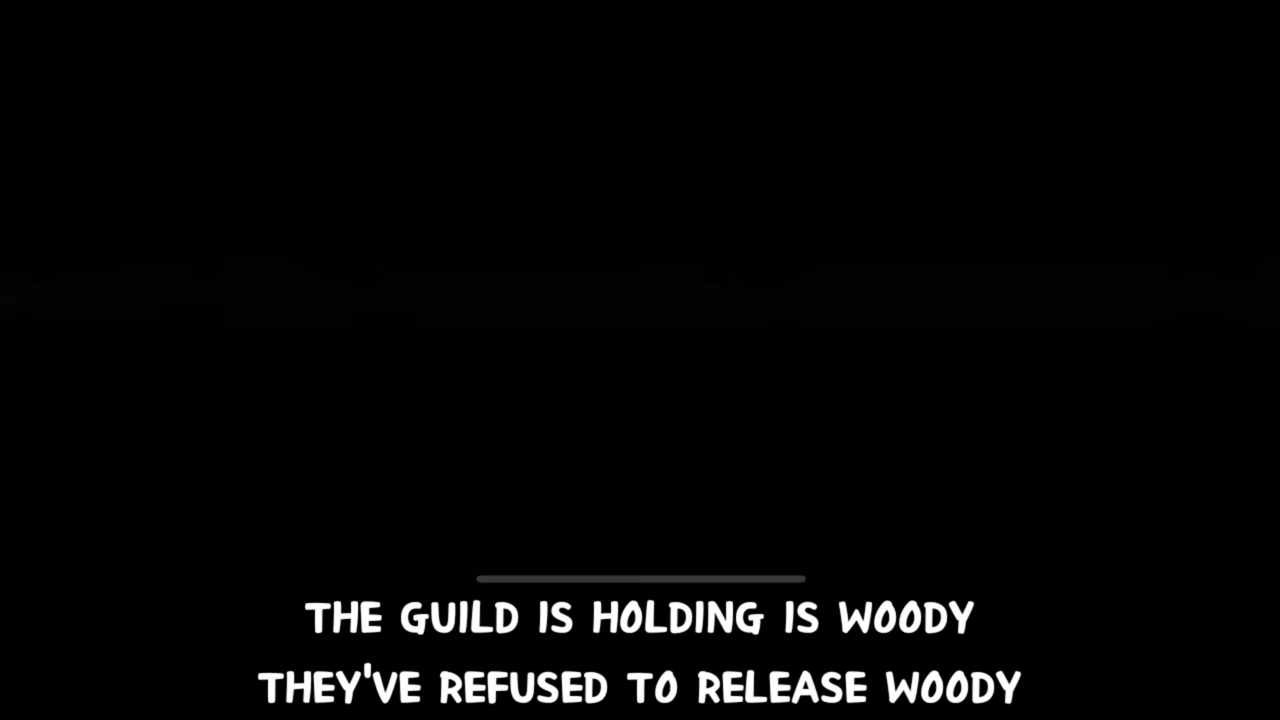 THE GUILD IS HOLDING IS WOODY
THEY'VE REFUSED TO RELEASE WOODY